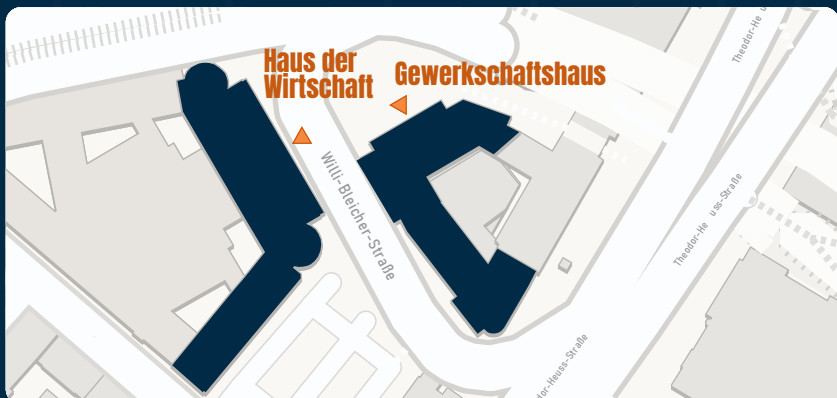 Haus der
Wirtschaft
Gewerkschaftshaus
Willi-Bleicher-Straße
Theodor-He u
Theodor-He uss-Straße
dor-Heuss-Straße